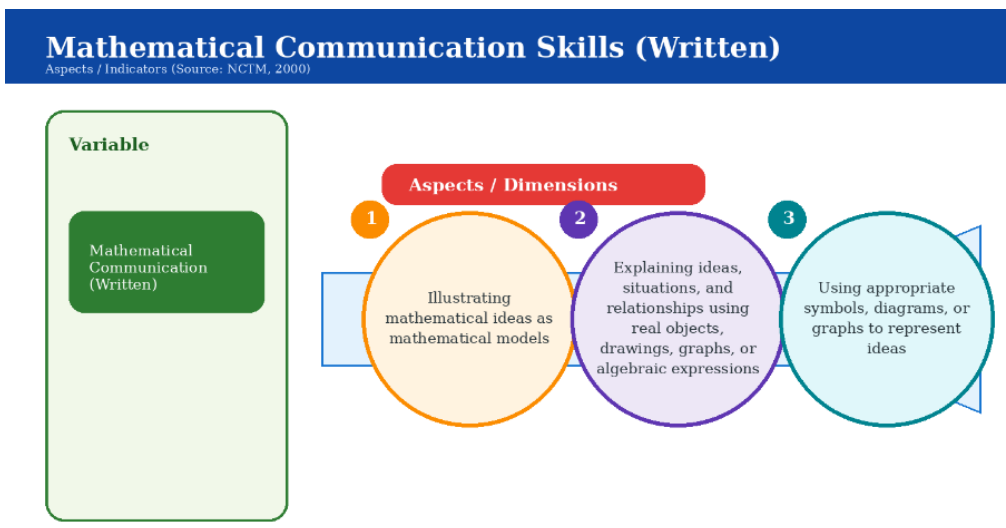 Mathematical Communication Skills (Written)
Aspects / Indicators (Source: NCTM, 2000)
Variable
Mathematical
Communication
(Written)
Aspects / Dimensions
1
Illustrating
mathematical ideas as
mathematical models
2
Explaining ideas,
situations, and
relationships using
real objects,
drawings, graphs, or
algebraic expressions
3
Using appropriate
symbols, diagrams, or
graphs to represent
ideas